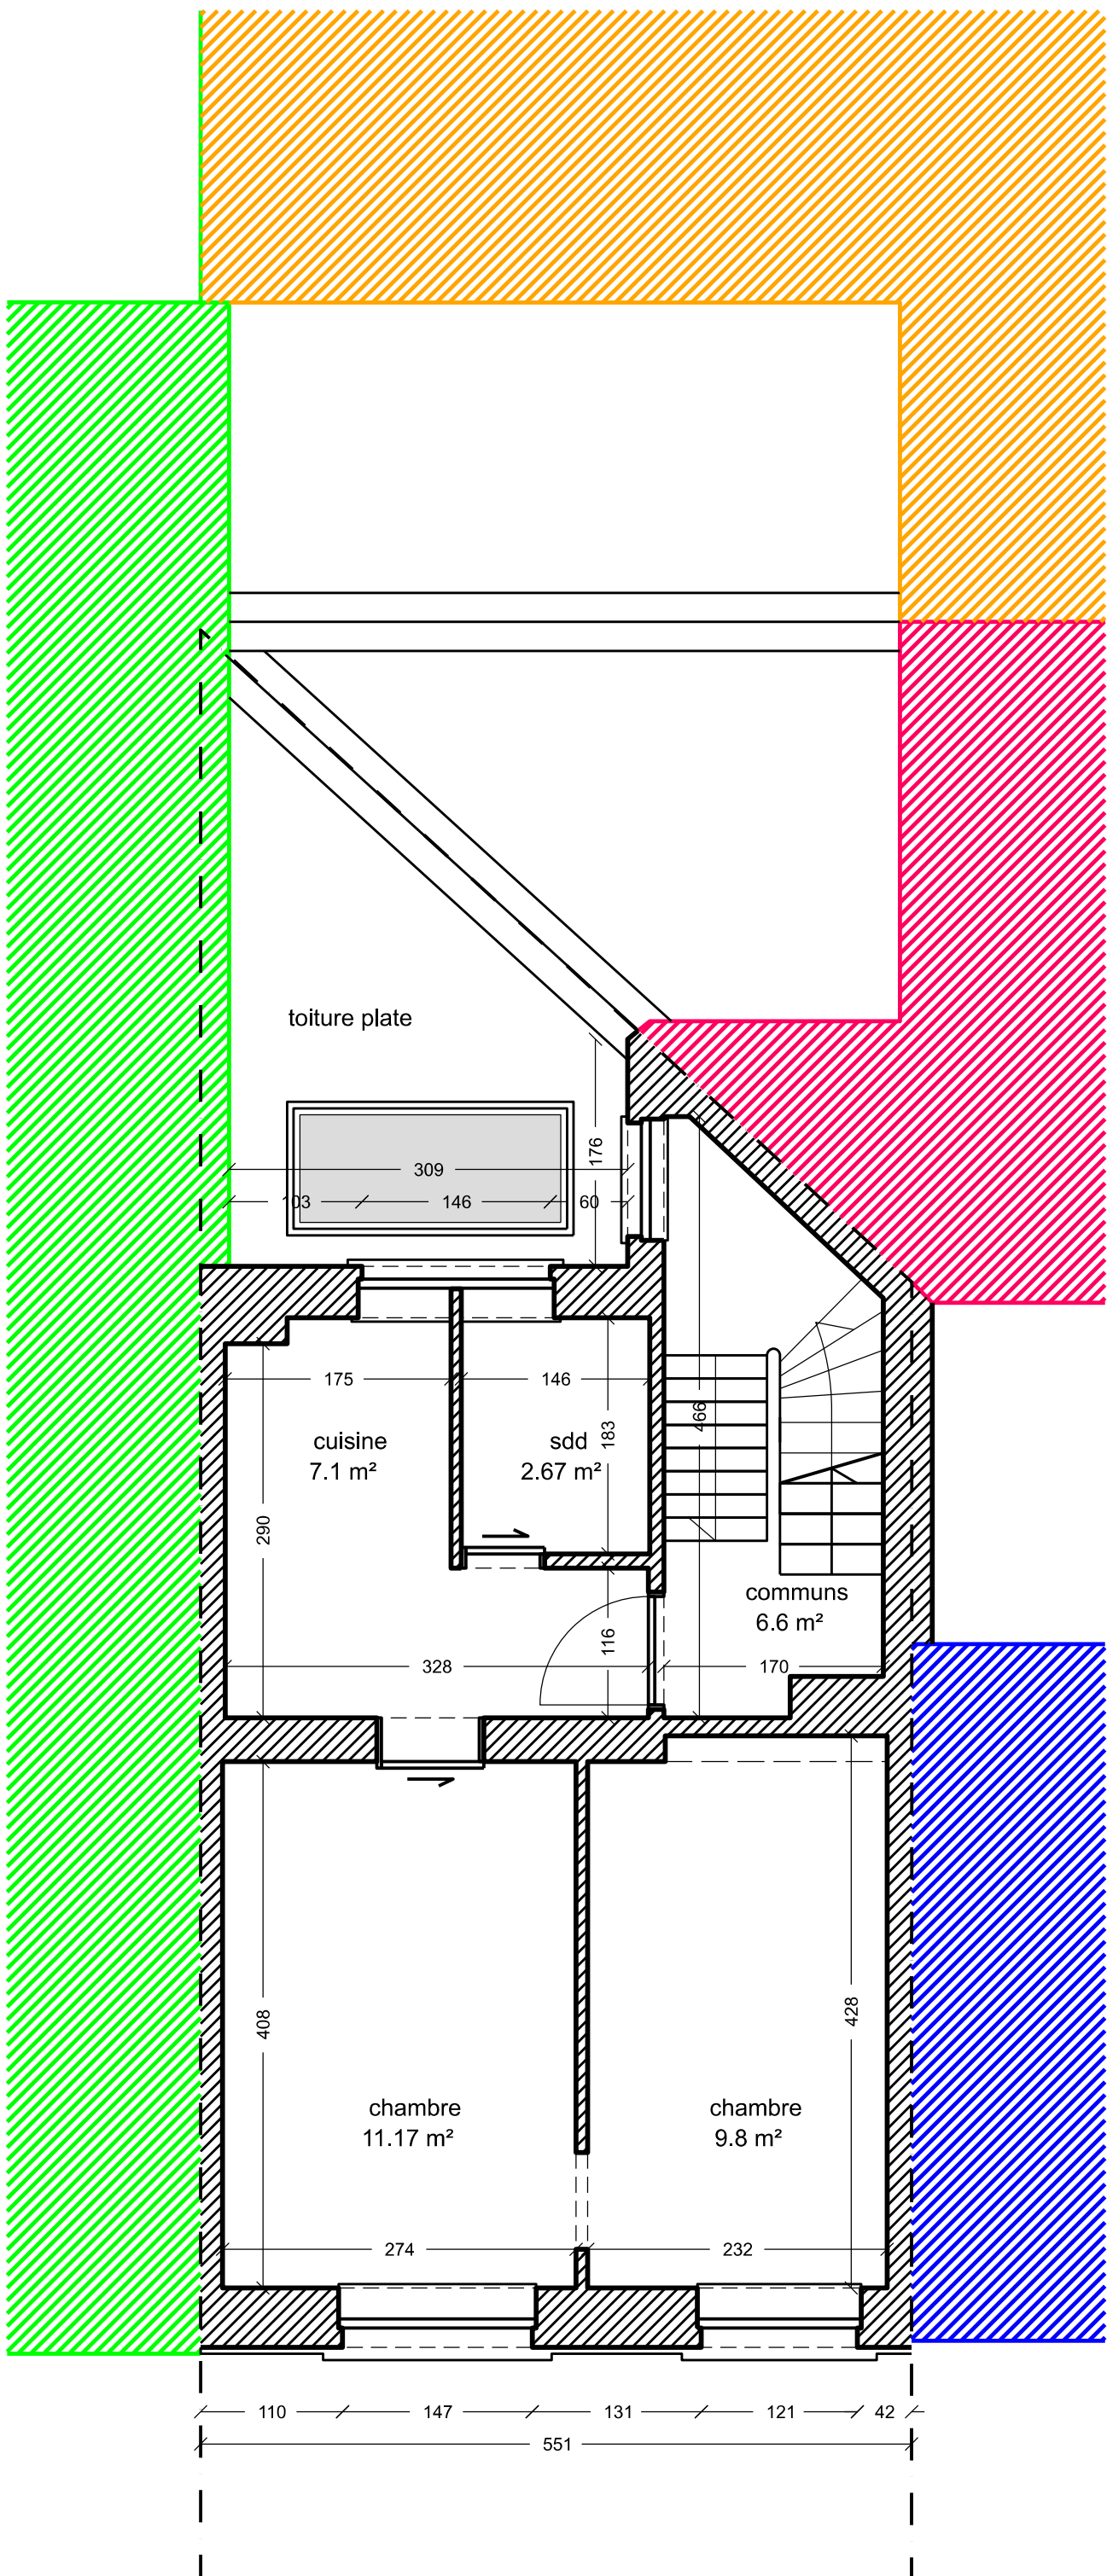 toiture plate
176
309
103
146
60
175
146
466
cuisine
7.1 m²
sdd
2.67 m²
183
290
communs
6.6 m²
116
328
170
408
428
chambre
11.17 m²
chambre
9.8 m²
274
232
110
147
131
121
42
551